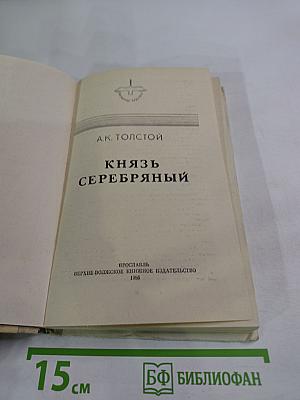 А.К. ТОЛСТОЙ
КНЯЗЬ
СЕРЕБРЯНЫЙ
ЯРОСЛАВЛЬ
ВЕРХНЕ-ВОЛЖСКОЕ КНИЖНОЕ ИЗДАТЕЛЬСТВО
15 см
БФ БИБЛИОФАН